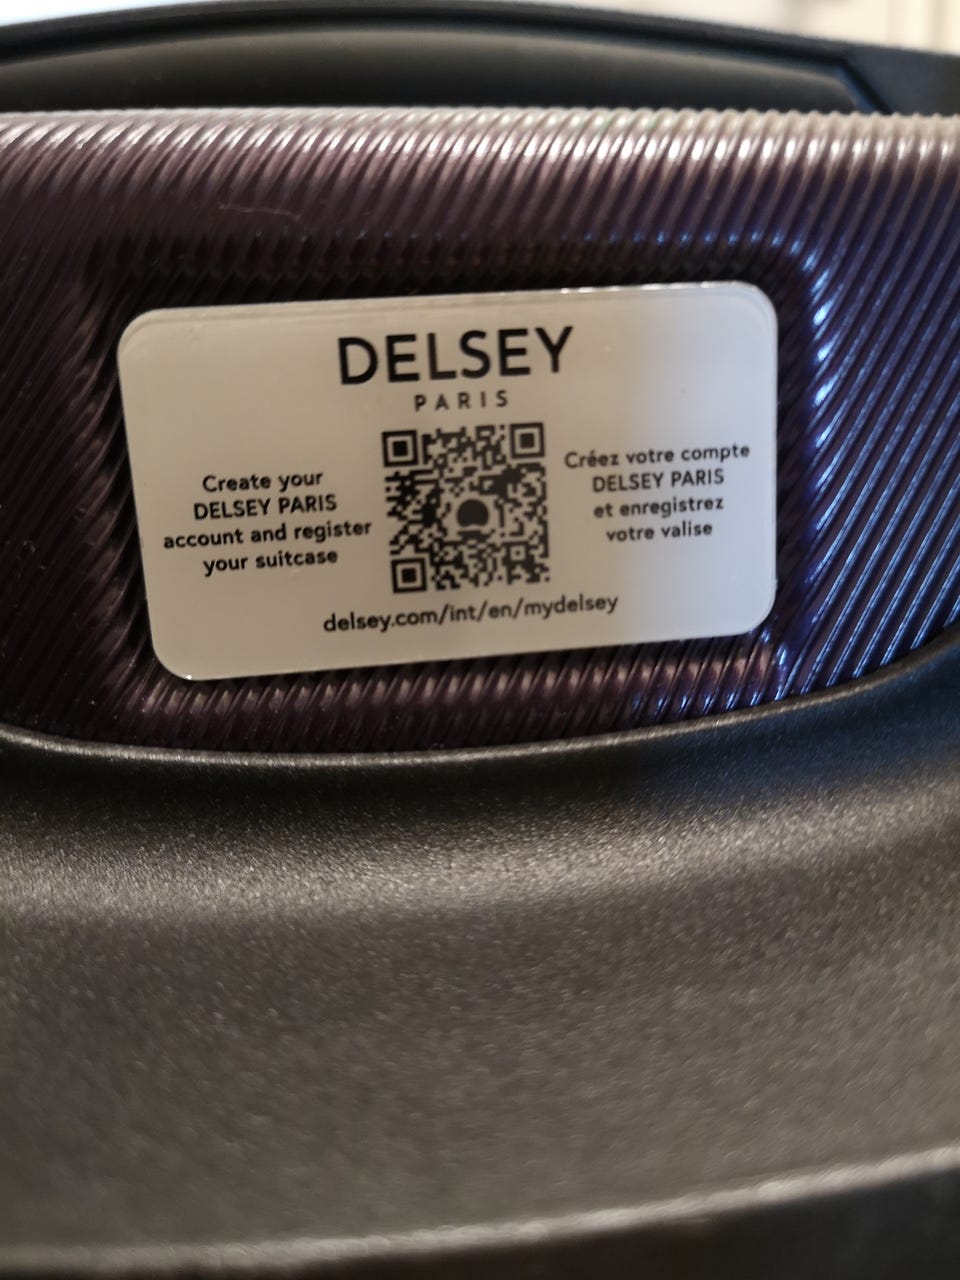 DELSEY
PARIS
Create your
DELSEY PARIS
account and register
your suitcase
Créez votre compte
DELSEY PARIS
et enregistrez
votre valise
delsey.com/int/en/mydelsey